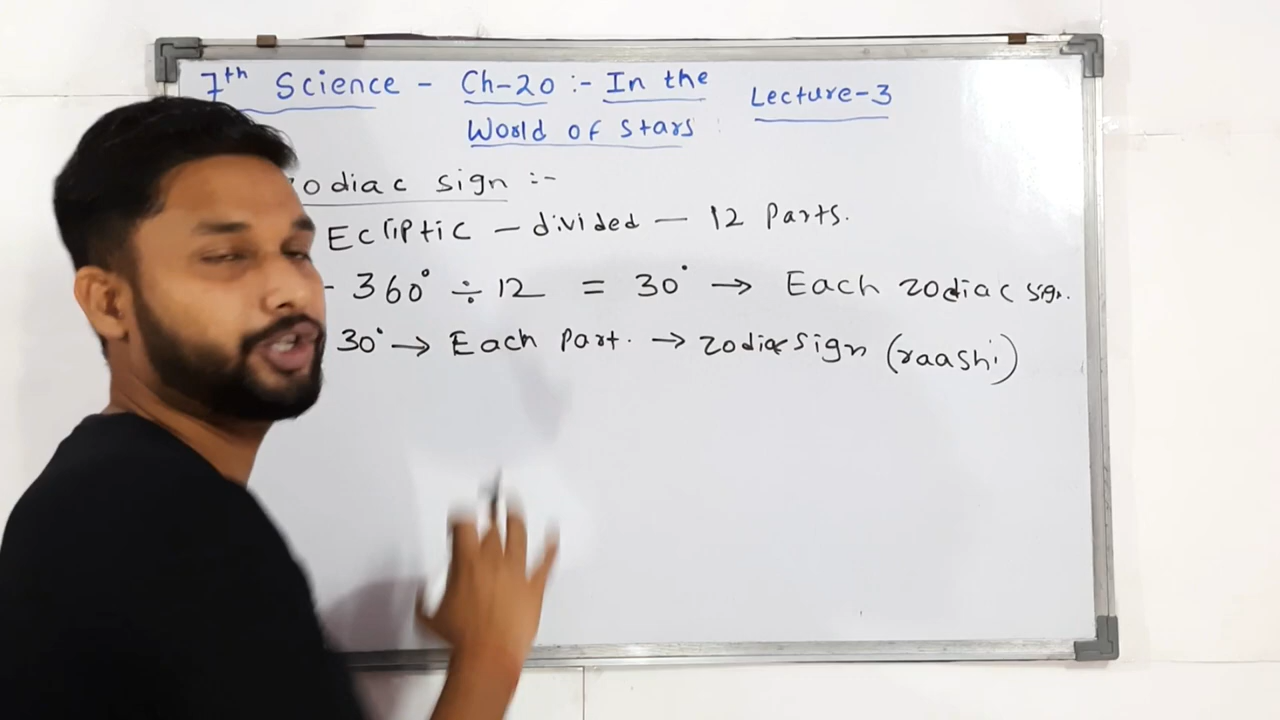 7th Science - Ch-20 :- In the World of Stars
Lecture-3
zodiac sign :-
Ecliptic - divided - 12 Parts.
- 360° ÷ 12 = 30° → Each zodiac sign.
30° → Each Part. → zodiac sign (raashi)